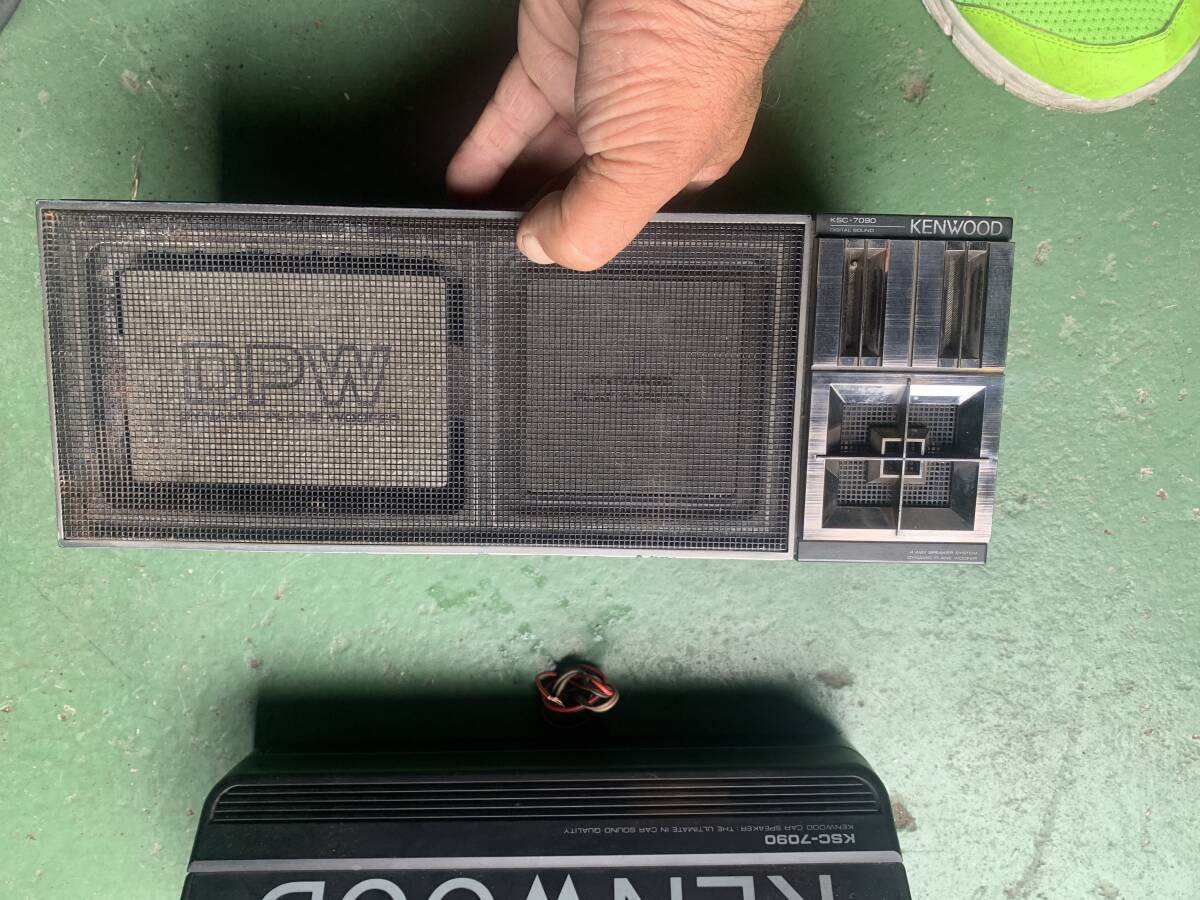 KSC-7090
DIGITAL SOUND
KENWOOD
DPW
DYNAMIC PLANE WOOFER
4 WAY SPEAKER SYSTEM
DYNAMIC PLANE WOOFER
KENWOOD CAR SPEAKER : THE ULTIMATE IN CAR SOUND QUALITY
KSC-7090
KENWOOD